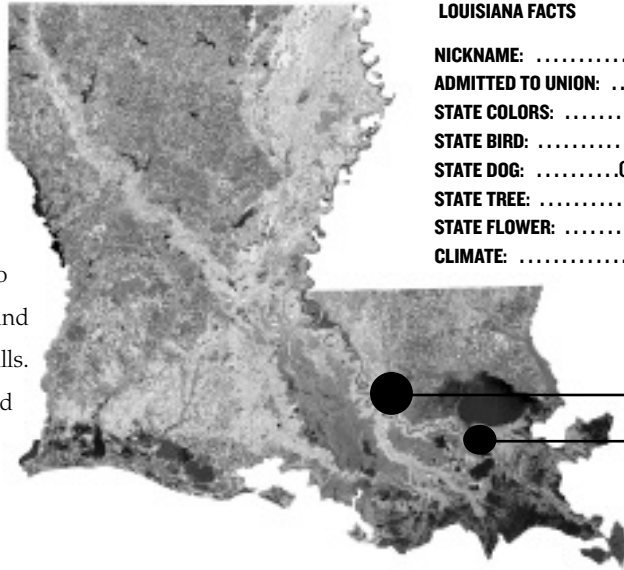 LOUISIANA FACTS
NICKNAME: ..............
ADMITTED TO UNION: ..
STATE COLORS: ........
STATE BIRD: ............
STATE DOG: ..........C
STATE TREE: ............
STATE FLOWER: ........
CLIMATE: ..............
o
nd
lls.
d